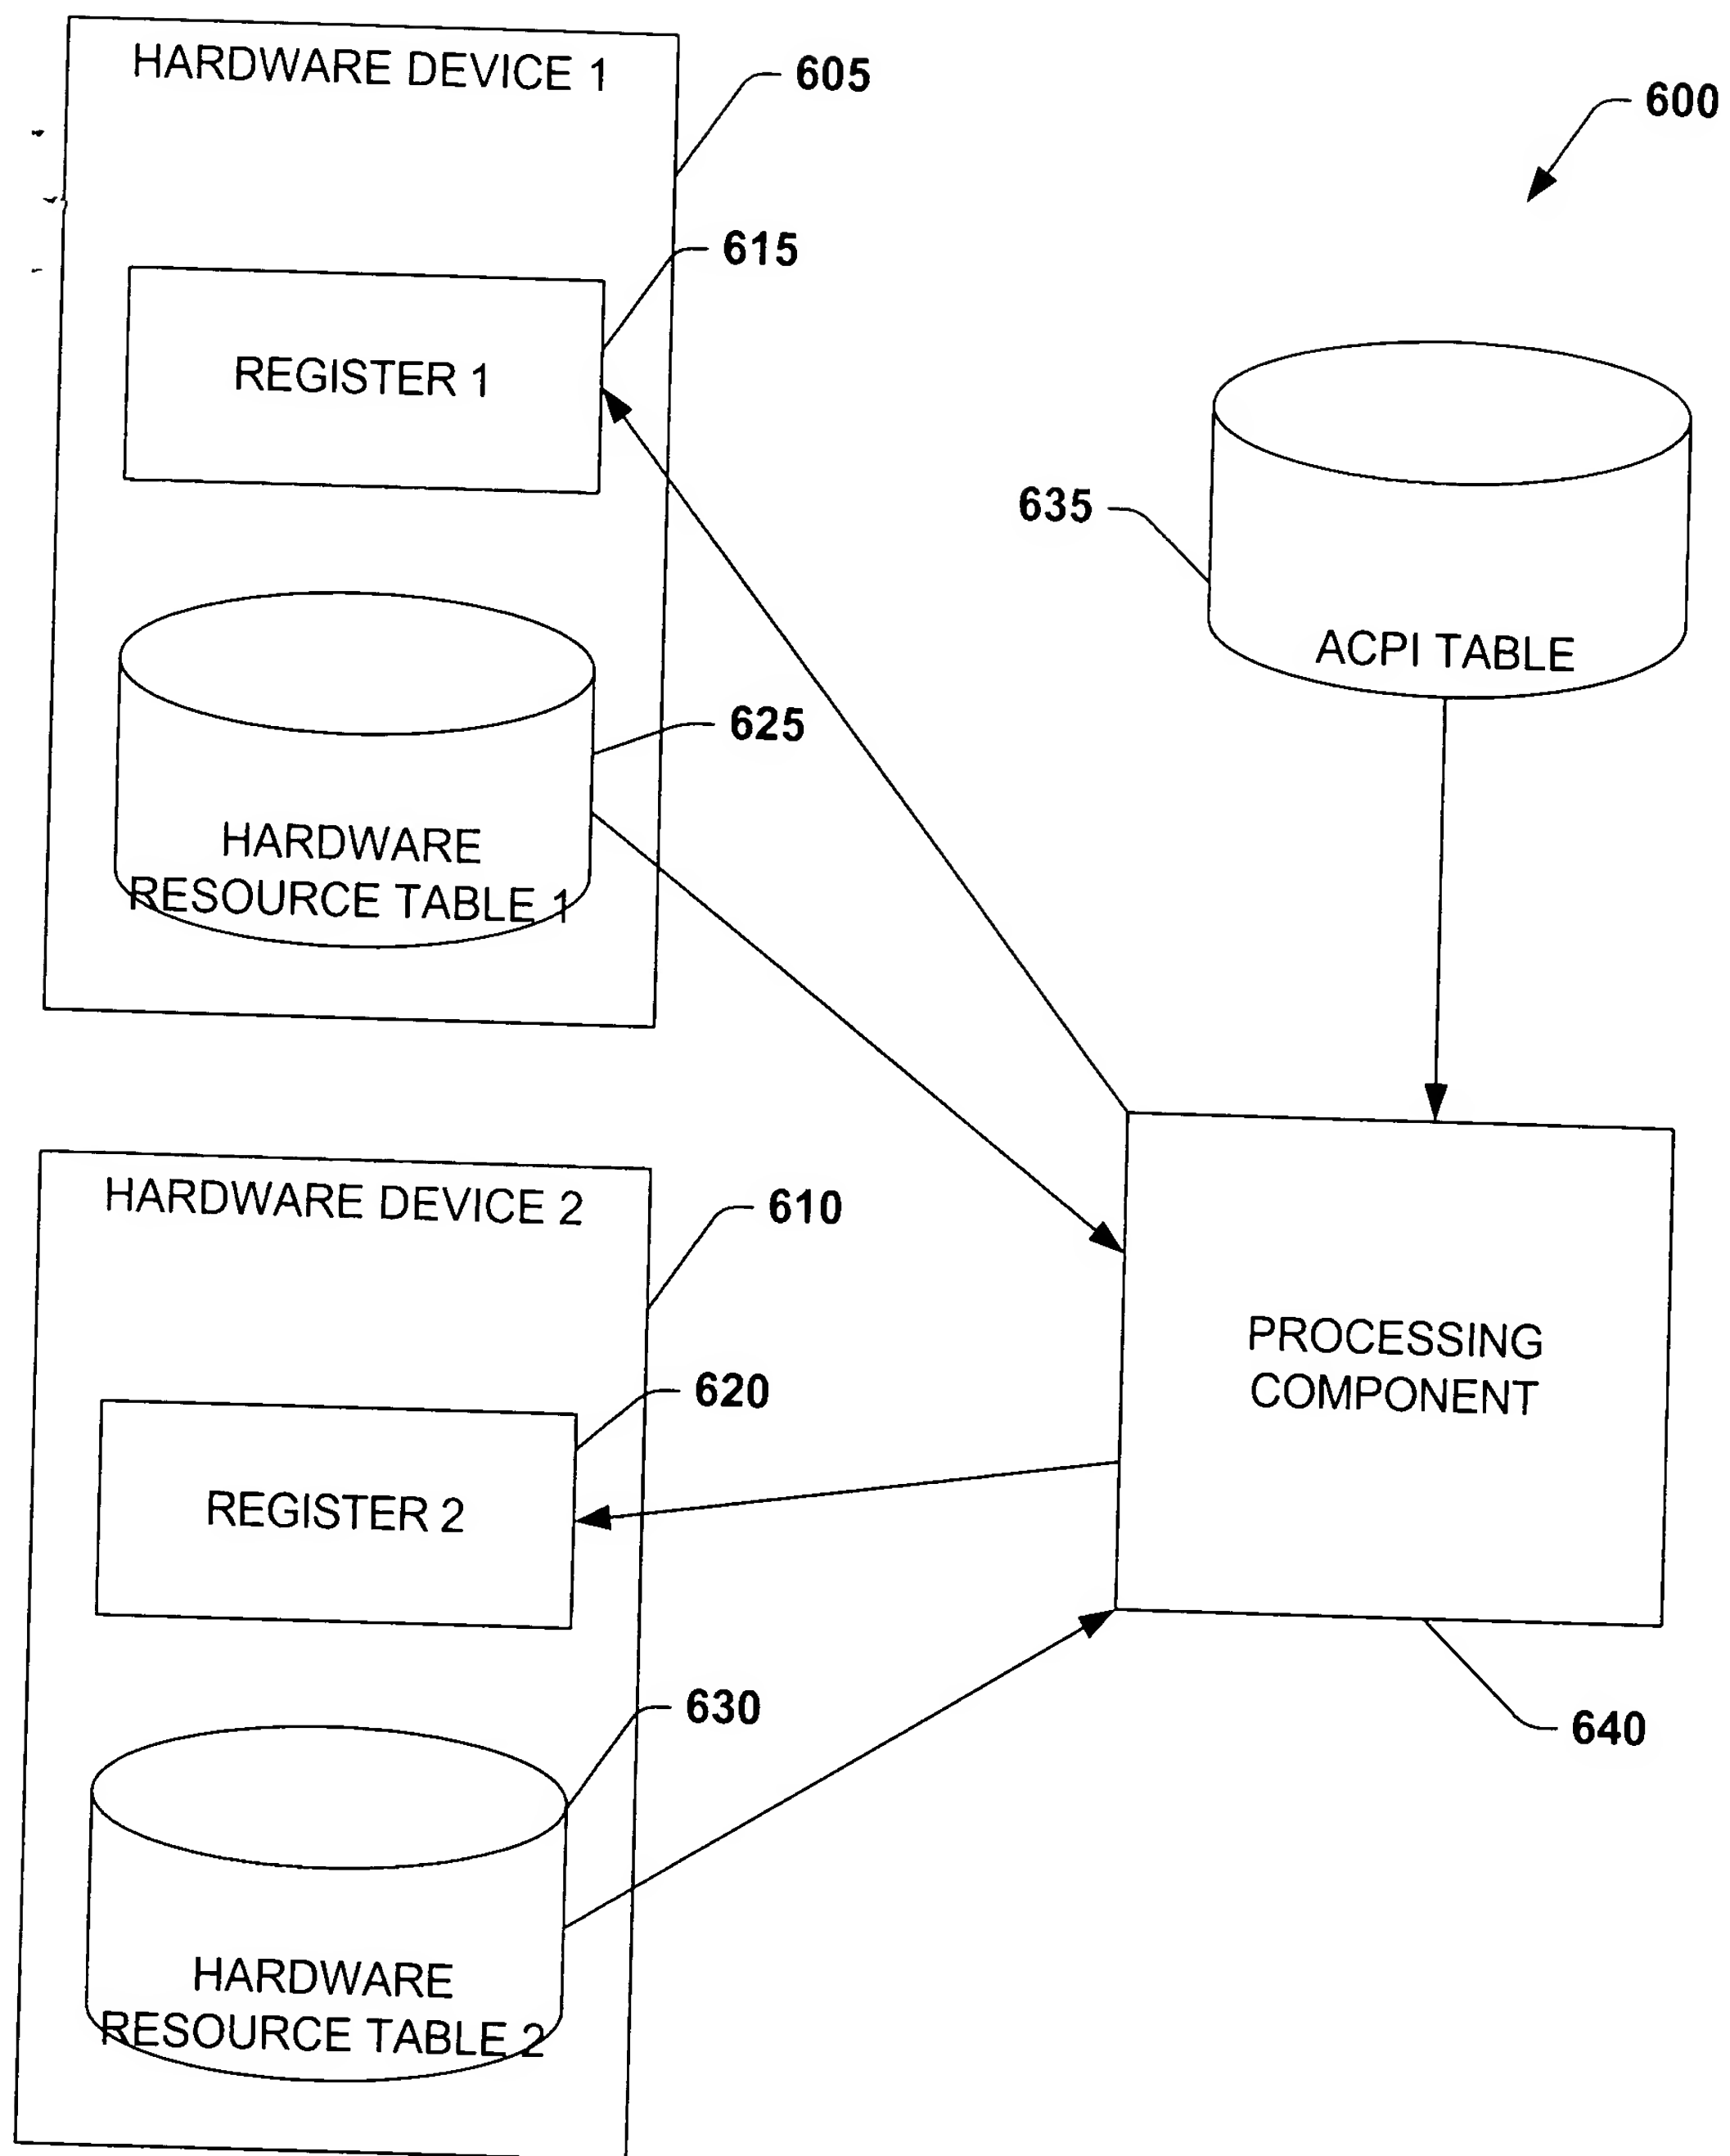 HARDWARE DEVICE 1
605
600
615
REGISTER 1
635
ACPI TABLE
625
HARDWARE
RESOURCE TABLE 1
HARDWARE DEVICE 2
610
PROCESSING
COMPONENT
620
REGISTER 2
630
640
HARDWARE
RESOURCE TABLE 2